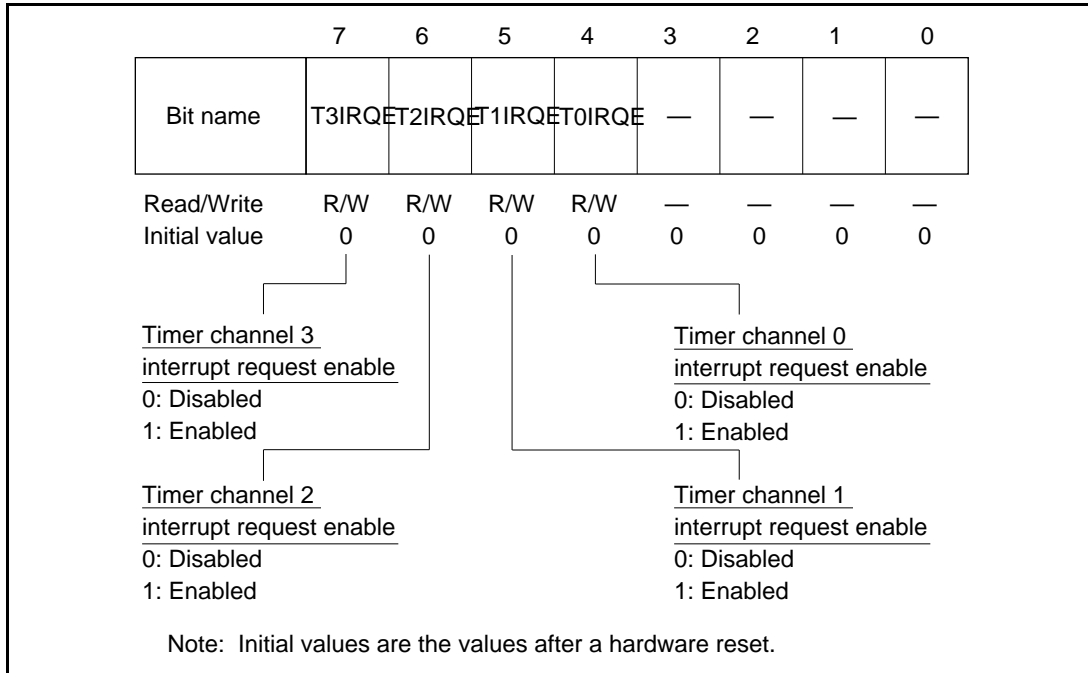 7 6 5 4 3 2 1 0
Bit name T3IRQE T2IRQE T1IRQE T0IRQE — — — —
Read/Write R/W R/W R/W R/W — — — —
Initial value 0 0 0 0 0 0 0 0
Timer channel 3
interrupt request enable
0: Disabled
1: Enabled
Timer channel 0
interrupt request enable
0: Disabled
1: Enabled
Timer channel 2
interrupt request enable
0: Disabled
1: Enabled
Timer channel 1
interrupt request enable
0: Disabled
1: Enabled
Note: Initial values are the values after a hardware reset.